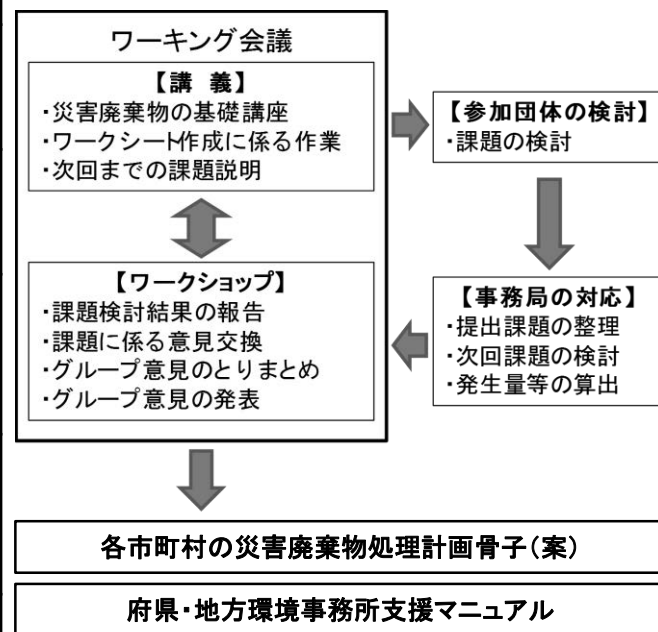 ワーキング会議
【講 義】
・災害廃棄物の基礎講座
・ワークシート作成に係る作業
・次回までの課題説明
【ワークショップ】
・課題検討結果の報告
・課題に係る意見交換
・グループ意見のとりまとめ
・グループ意見の発表
【参加団体の検討】
・課題の検討
【事務局の対応】
・提出課題の整理
・次回課題の検討
・発生量等の算出
各市町村の災害廃棄物処理計画骨子(案)
府県・地方環境事務所支援マニュアル